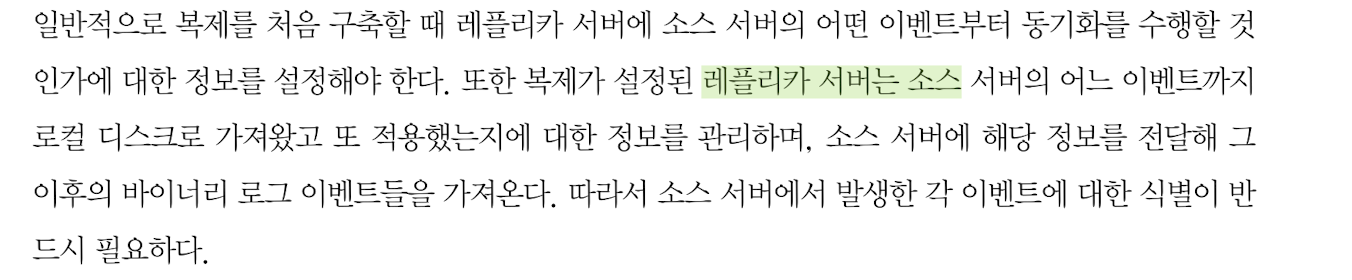 일반적으로 복제를 처음 구축할 때 레플리카 서버에 소스 서버의 어떤 이벤트부터 동기화를 수행할 것
인가에 대한 정보를 설정해야 한다. 또한 복제가 설정된 레플리카 서버는 소스 서버의 어느 이벤트까지
로컬 디스크로 가져왔고 또 적용했는지에 대한 정보를 관리하며, 소스 서버에 해당 정보를 전달해 그
이후의 바이너리 로그 이벤트들을 가져온다. 따라서 소스 서버에서 발생한 각 이벤트에 대한 식별이 반
드시 필요하다.